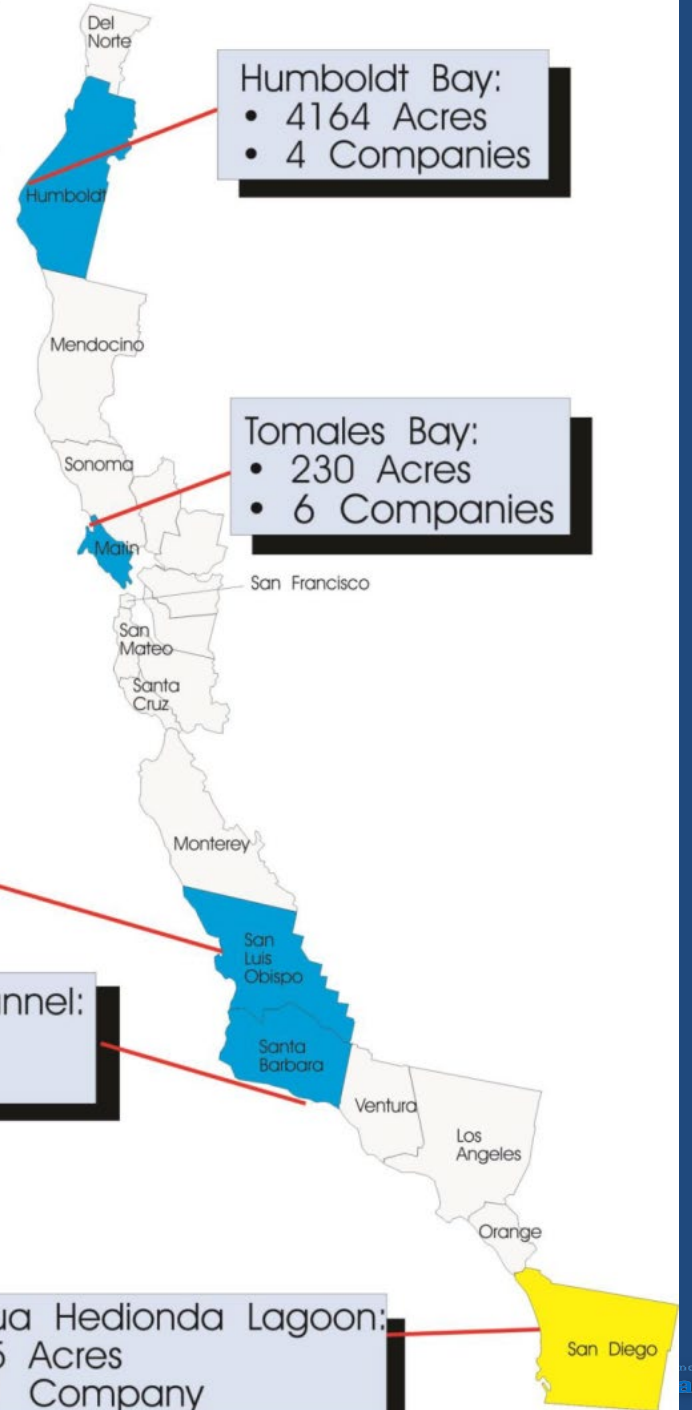 Del
Norte
Humboldt Bay:
• 4164 Acres
• 4 Companies
Humboldt
Mendocino
Tomales Bay:
• 230 Acres
• 6 Companies
Sonoma
Marin
San Francisco
San
Mateo
Santa
Cruz
Monterey
San
Luis
Obispo
Santa
Barbara
Ventura
Los
Angeles
Orange
Hedionda Lagoon:
Acres
Company
San Diego